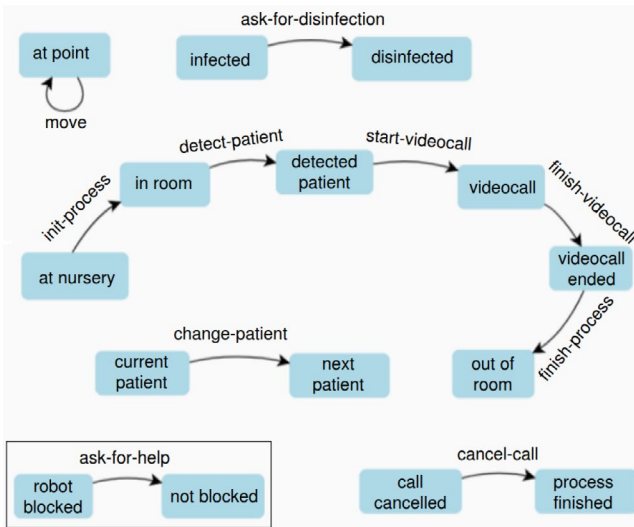 ask-for-disinfection
at point
infected
disinfected
move
detect-patient
start-videocall
in room
detected
patient
videocall
finish-videocall
init-process
at nursery
videocall
ended
finish-process
change-patient
current
patient
next
patient
out of
room
ask-for-help
robot
blocked
not blocked
cancel-call
call
cancelled
process
finished